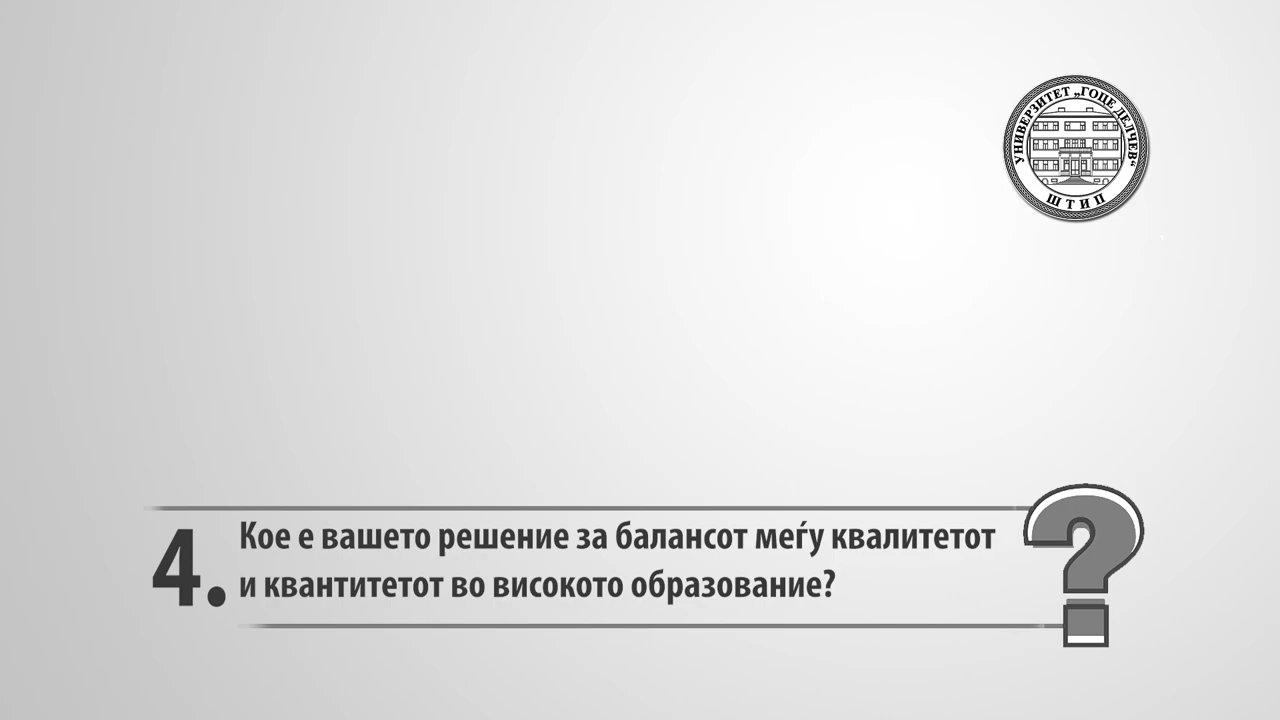 УНИВЕРЗИТЕТ „ГОЦЕ ДЕЛЧЕВ“
ШТИП
4. Кое е вашето решение за балансот меѓу квалитетот
и квантитетот во високото образование?